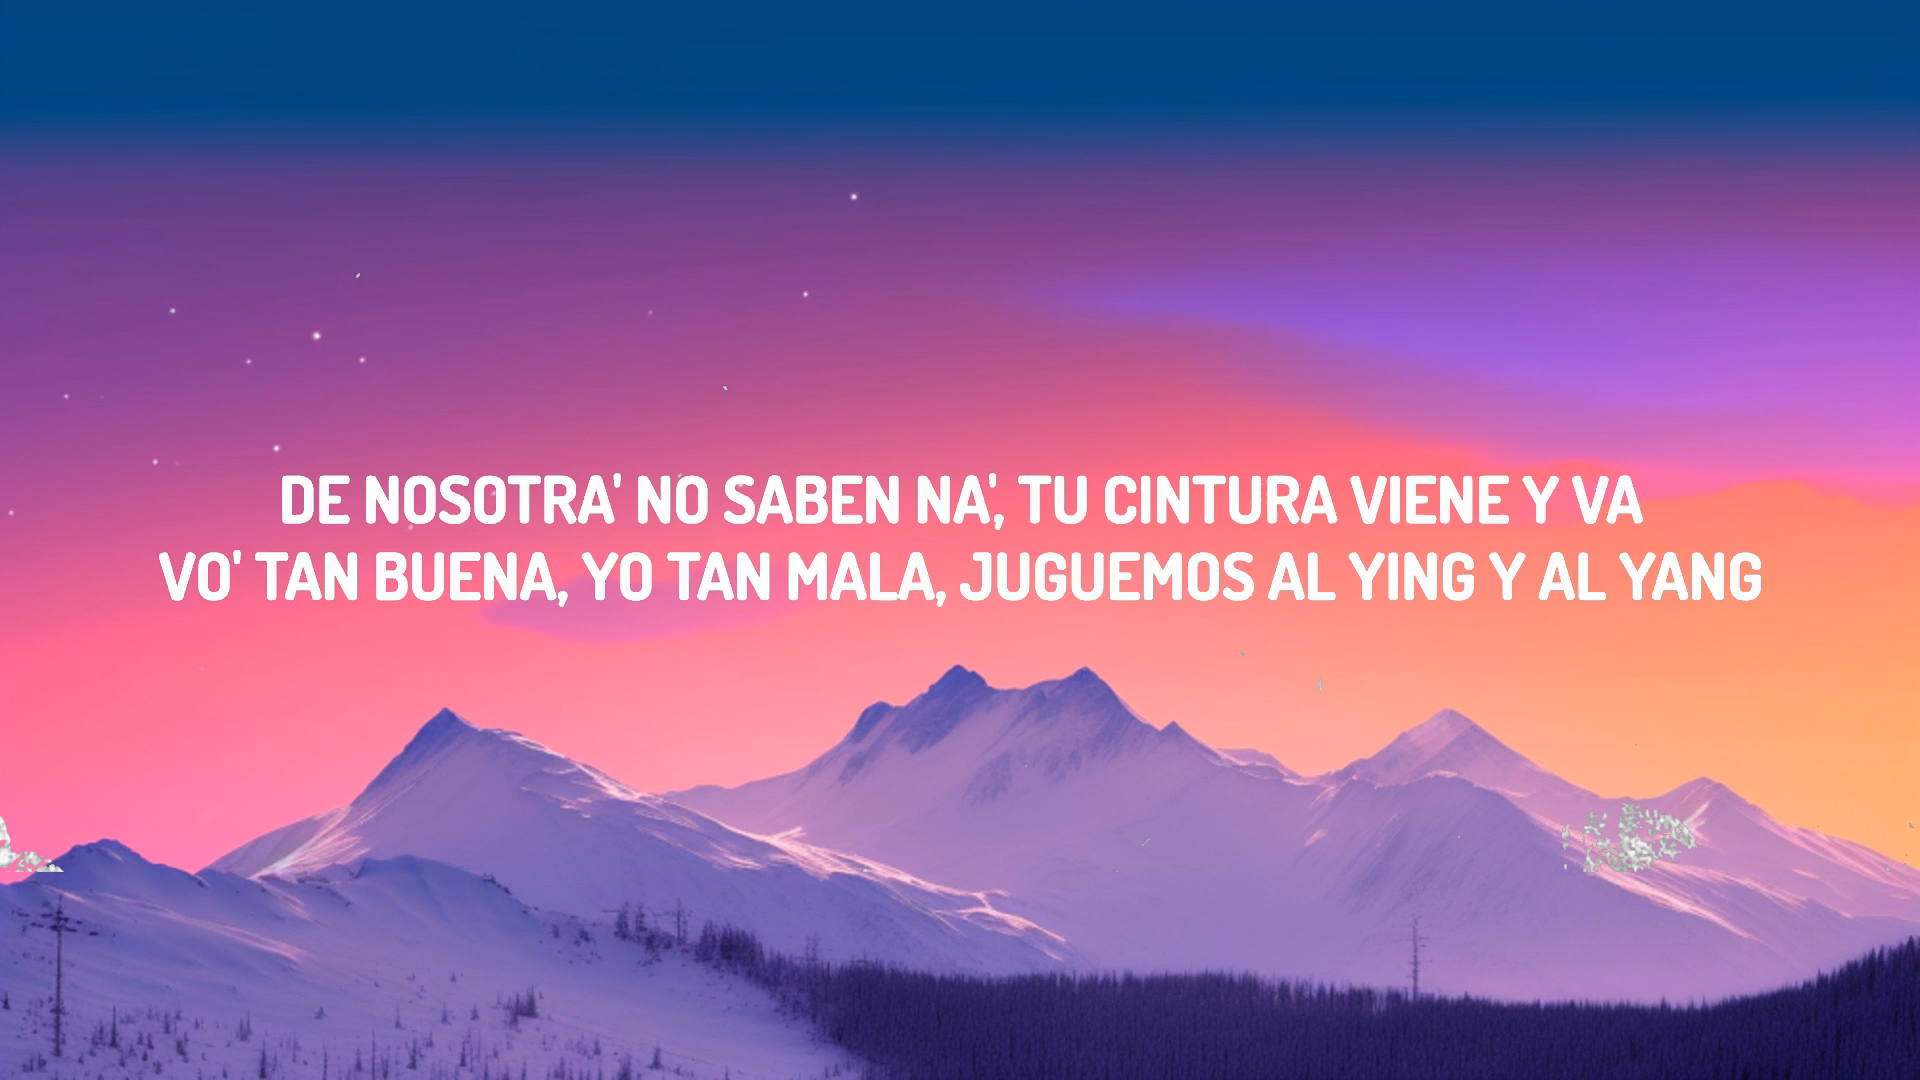 DE NOSOTRA' NO SABEN NA', TU CINTURA VIENE Y VA
VO' TAN BUENA, YO TAN MALA, JUGUEMOS AL YING Y AL YANG